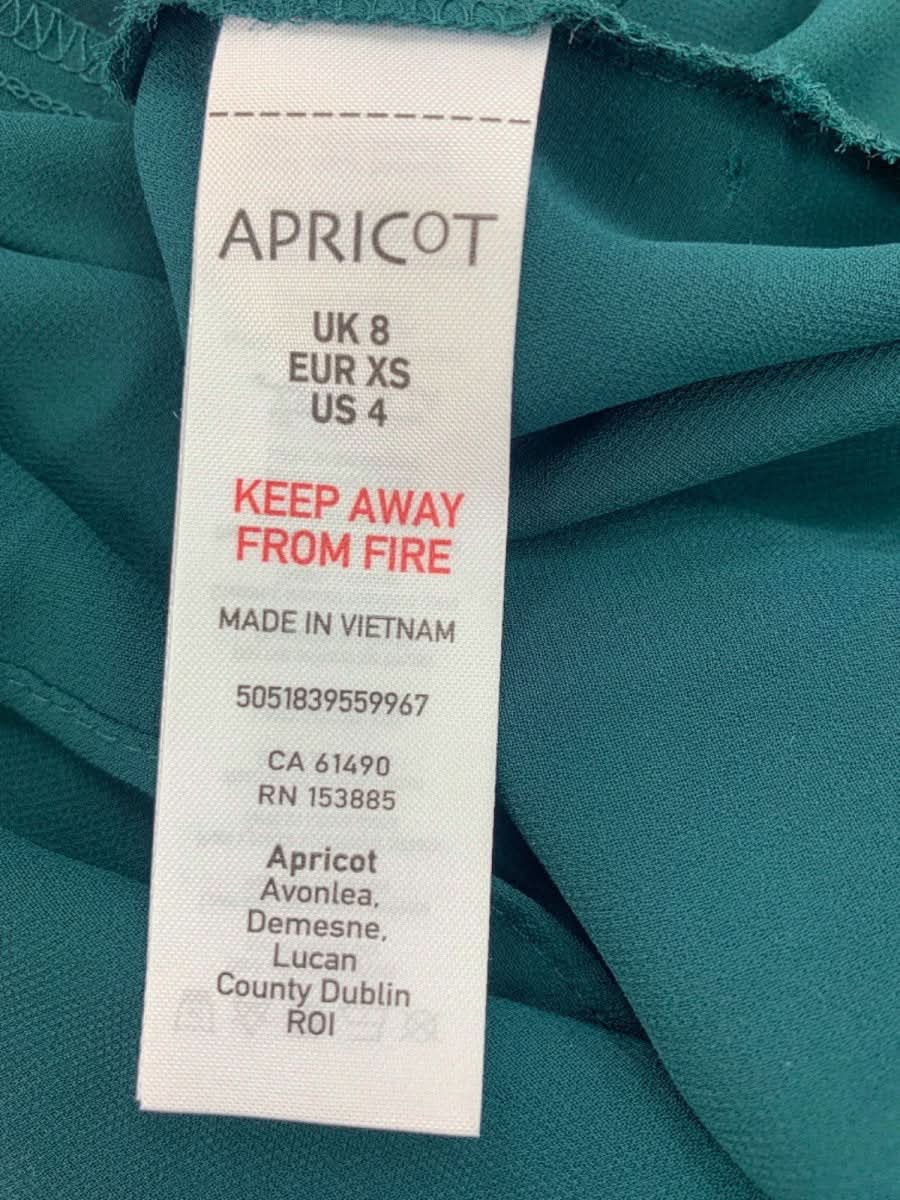 APRICOT
UK 8
EUR XS
US 4
KEEP AWAY
FROM FIRE
MADE IN VIETNAM
5051839559967
CA 61490
RN 153885
Apricot
Avonlea,
Demesne,
Lucan
County Dublin
ROI